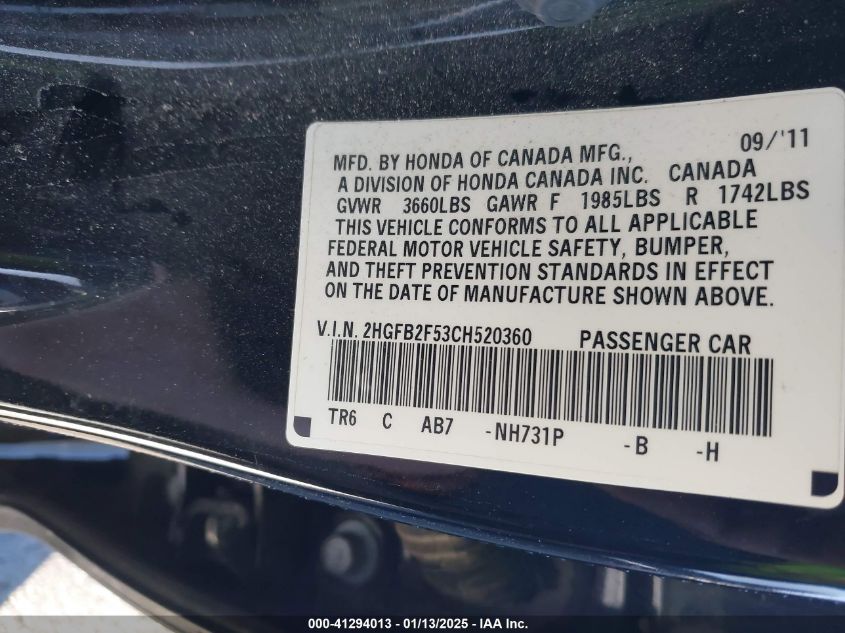 09/'11
MFD. BY HONDA OF CANADA MFG.,
A DIVISION OF HONDA CANADA INC. CANADA
GVWR 3660LBS GAWR F 1985LBS R 1742LBS
THIS VEHICLE CONFORMS TO ALL APPLICABLE
FEDERAL MOTOR VEHICLE SAFETY, BUMPER,
AND THEFT PREVENTION STANDARDS IN EFFECT
ON THE DATE OF MANUFACTURE SHOWN ABOVE.
V.I.N. 2HGFB2F53CH520360 PASSENGER CAR
TR6 C AB7 -NH731P -B -H
000-41294013 - 01/13/2025 - IAA Inc.